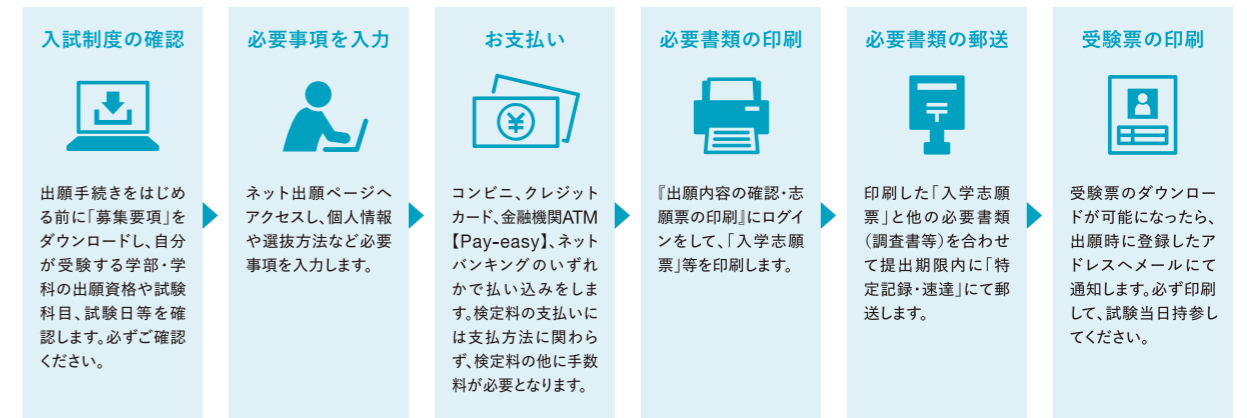 入試制度の確認
出願手続きをはじめ
る前に「募集要項」を
ダウンロードし、自分
が受験する学部・学
科の出願資格や試験
科目、試験日等を確
認します。必ずご確認
ください。
必要事項を入力
ネット出願ページへ
アクセスし、個人情報
や選抜方法など必要
事項を入力します。
お支払い
¥
コンビニ、クレジット
カード、金融機関ATM
【Pay-easy】、ネット
バンキングのいずれ
かで払い込みをしま
す。検定料の支払いに
は支払方法に関わら
ず、検定料の他に手数
料が必要となります。
必要書類の印刷
『出願内容の確認・志
願票の印刷』にログイ
ンをして、「入学志願
票」等を印刷します。
必要書類の郵送
〒
印刷した「入学志願
票」と他の必要書類
（調査書等）を合わせ
て提出期限内に「特
定記録・速達」にて郵
送します。
受験票の印刷
受験票のダウンロー
ドが可能になったら、
出願時に登録したア
ドレスへメールにて
通知します。必ず印刷
して、試験当日持参し
てください。